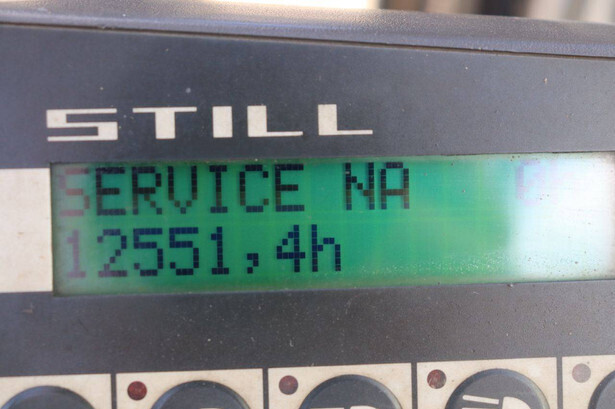 STILL
SERVICE NA
12551,4h